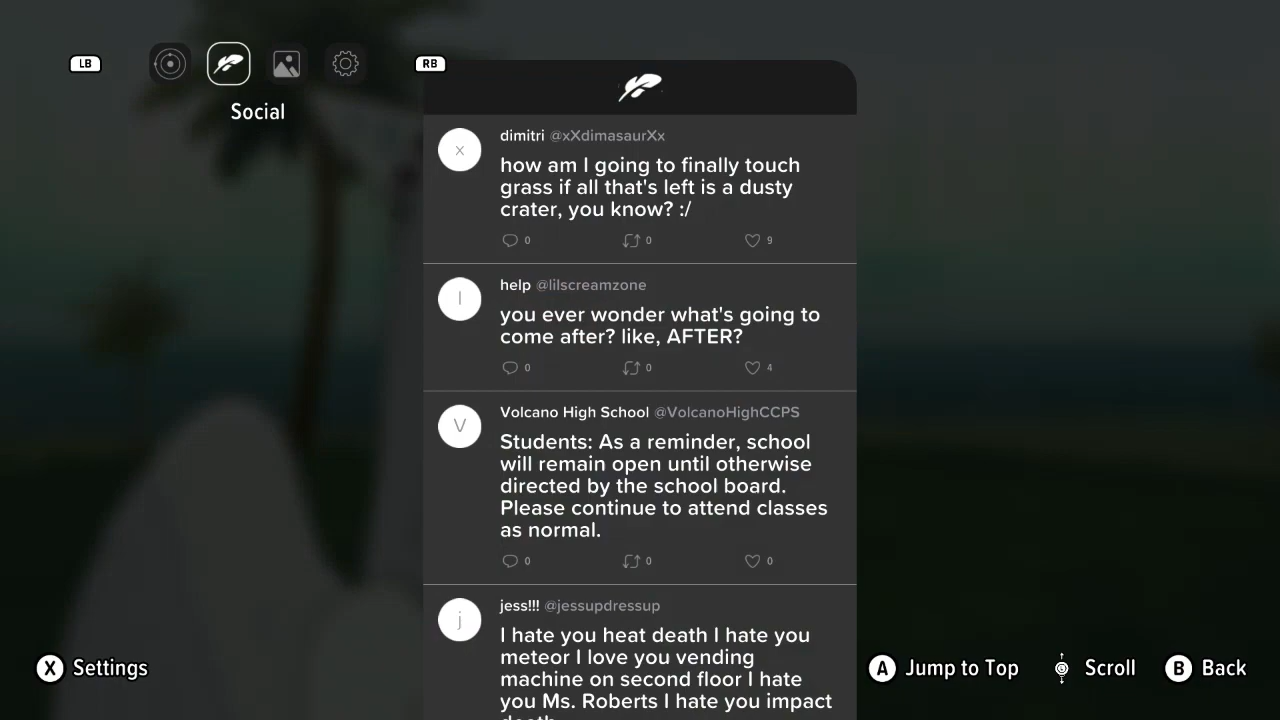 LB
RB
Social
x
dimitri @xXdimasaurXx
how am I going to finally touch
grass if all that's left is a dusty
crater, you know? :/
0 0 9
l
help @lilscreamzone
you ever wonder what's going to
come after? like, AFTER?
0 0 4
V
Volcano High School @VolcanoHighCCPS
Students: As a reminder, school
will remain open until otherwise
directed by the school board.
Please continue to attend classes
as normal.
0 0 0
j
jess!!! @jessupdressup
I hate you heat death I hate you
meteor I love you vending
machine on second floor I hate
you Ms. Roberts I hate you impact
X Settings
A Jump to Top
Scroll
B Back